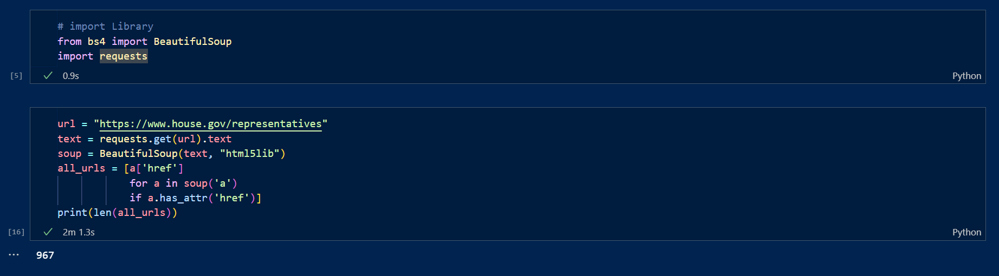 # import Library
from bs4 import BeautifulSoup
import requests
[5] 0.9s Python
url = "https://www.house.gov/representatives"
text = requests.get(url).text
soup = BeautifulSoup(text, "html5lib")
all_urls = [a['href']
            for a in soup('a')
            if a.has_attr('href')]
print(len(all_urls))
[16] 2m 1.3s Python
... 967